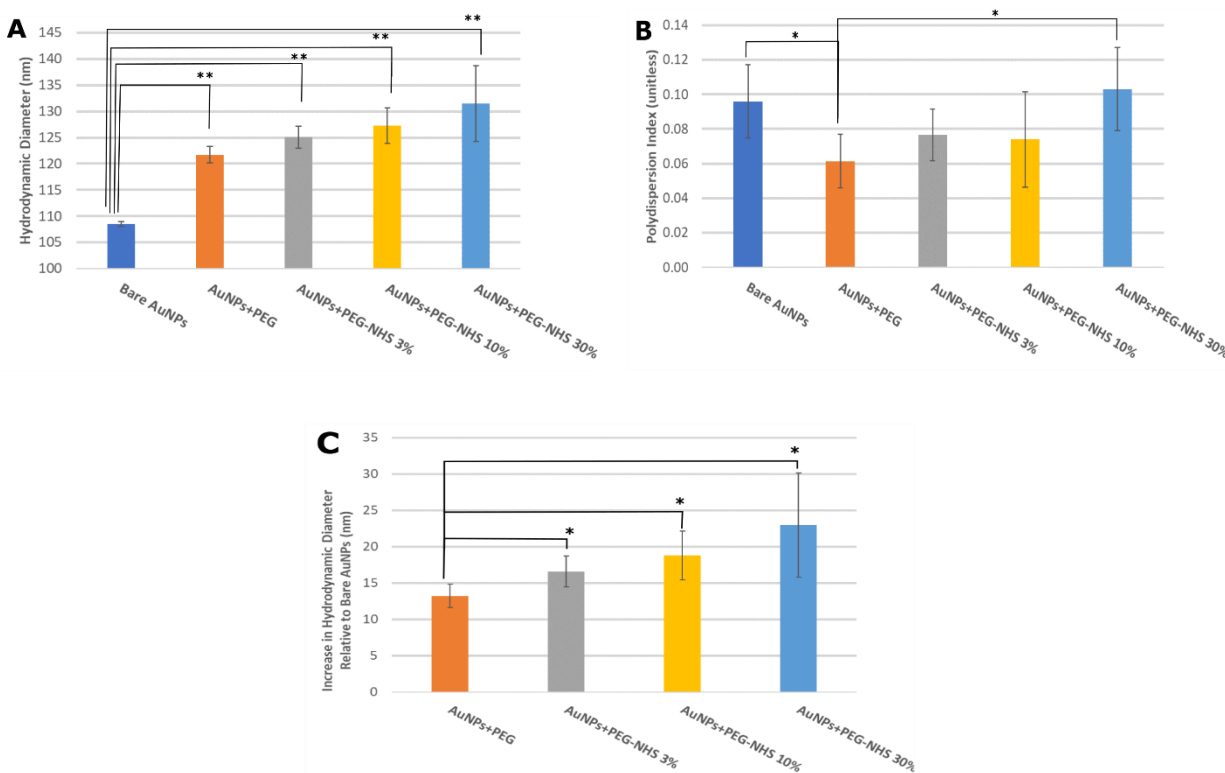 A
Hydrodynamic Diameter (nm)
145
140
135
130
125
120
115
110
105
100
**
**
**
**
Bare AuNPs
AuNPs+PEG
AuNPs+PEG-NHS 3%
AuNPs+PEG-NHS 10%
AuNPs+PEG-NHS 30%
B
Polydispersion Index (unitless)
0.14
0.12
0.10
0.08
0.06
0.04
0.02
0.00
*
*
Bare AuNPs
AuNPs+PEG
AuNPs+PEG-NHS 3%
AuNPs+PEG-NHS 10%
AuNPs+PEG-NHS 30%
C
Increase in Hydrodynamic Diameter
Relative to Bare AuNPs (nm)
35
30
25
20
15
10
5
0
*
*
*
AuNPs+PEG
AuNPs+PEG-NHS 3%
AuNPs+PEG-NHS 10%
AuNPs+PEG-NHS 30%